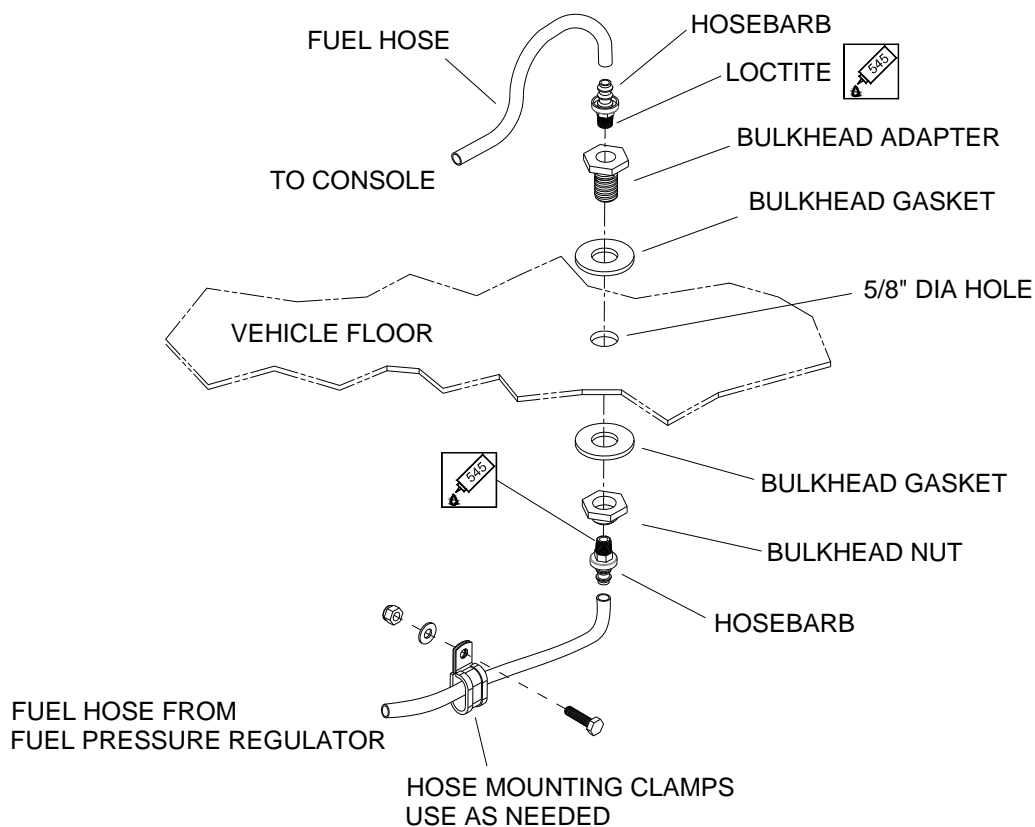 FUEL HOSE
HOSEBARB
LOCTITE
545
BULKHEAD ADAPTER
TO CONSOLE
BULKHEAD GASKET
5/8" DIA HOLE
VEHICLE FLOOR
545
BULKHEAD GASKET
BULKHEAD NUT
HOSEBARB
FUEL HOSE FROM
FUEL PRESSURE REGULATOR
HOSE MOUNTING CLAMPS
USE AS NEEDED